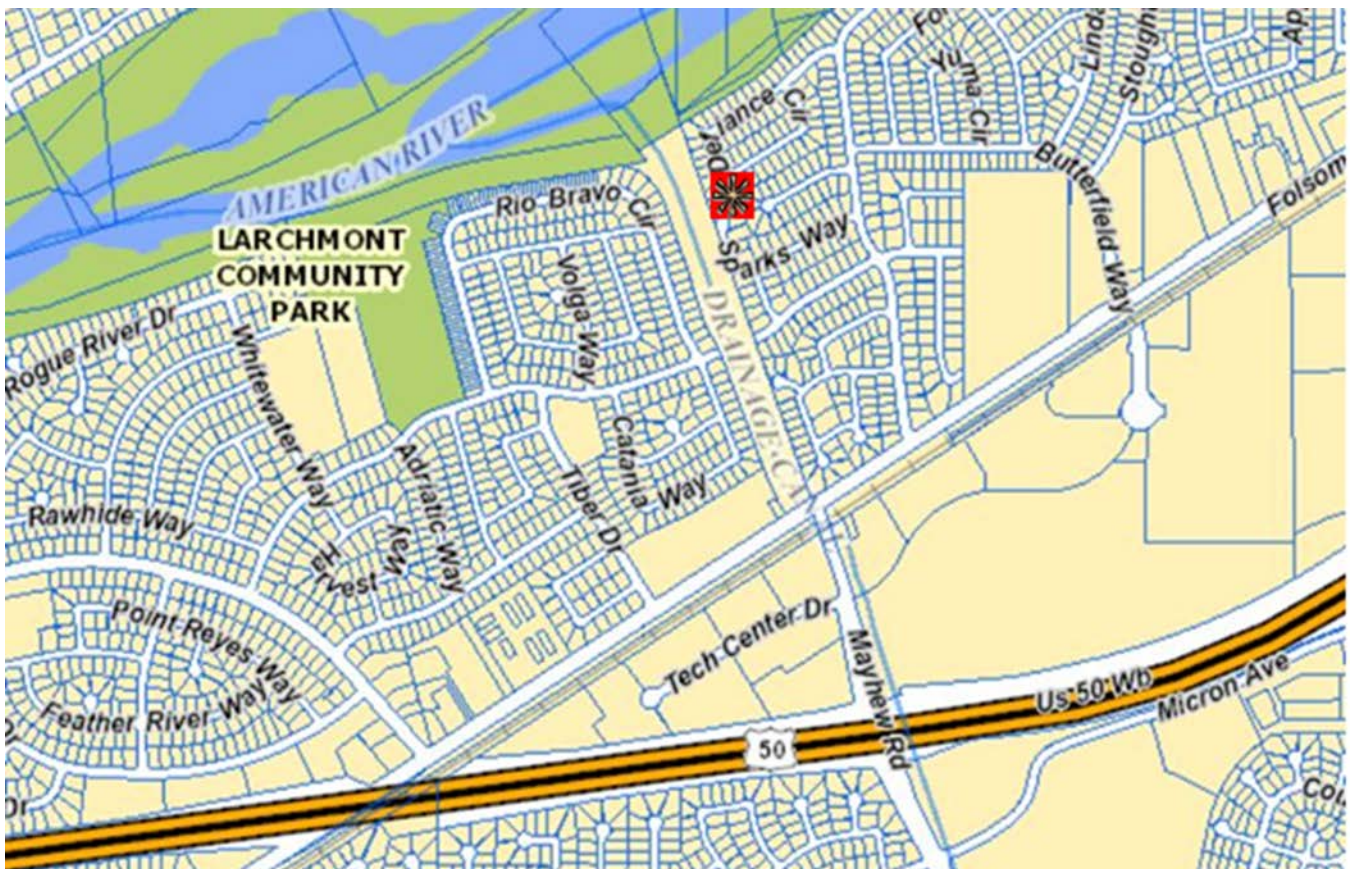 Yuma Cir
Stough
AMERICAN RIVER
Butterfield Way
Folsom
Rio Bravo Cir
LARCHMONT
COMMUNITY
PARK
Sparks Way
Volga Way
DRAINAGE CA
Rogue River Dr
Whitewater Way
Adriatic Way
Catania Way
Tiber Dr
Rawhide Way
Harvest Way
Point Reyes Way
Tech Center Dr
Mayhew Rd
Feather River Way
Us 50 Wb
Micron Ave
50
Dr